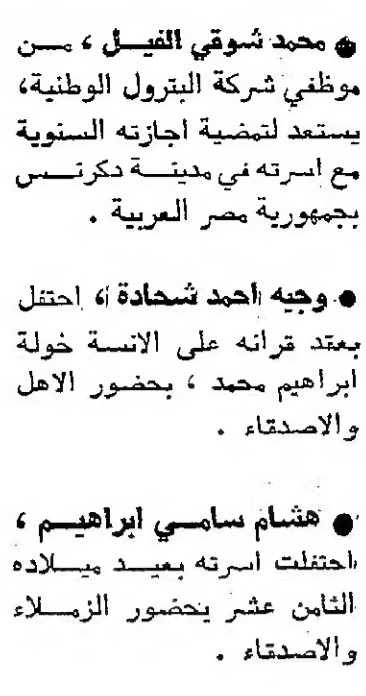 ● محمد شوقي الفيل ، من
موظفي شركة البترول الوطنية،
يستعد لتمضية اجازته السنوية
مع اسرته في مدينة دكرنس
بجمهورية مصر العربية .
● وجيه احمد شحادة ، احتفل
بعقد قرانه على الانسة خولة
ابراهيم محمد ، بحضور الاهل
والاصدقاء .
● هشام سامي ابراهيم ،
احتفلت اسرته بعيد ميلاده
الثامن عشر بحضور الزملاء
والاصدقاء .